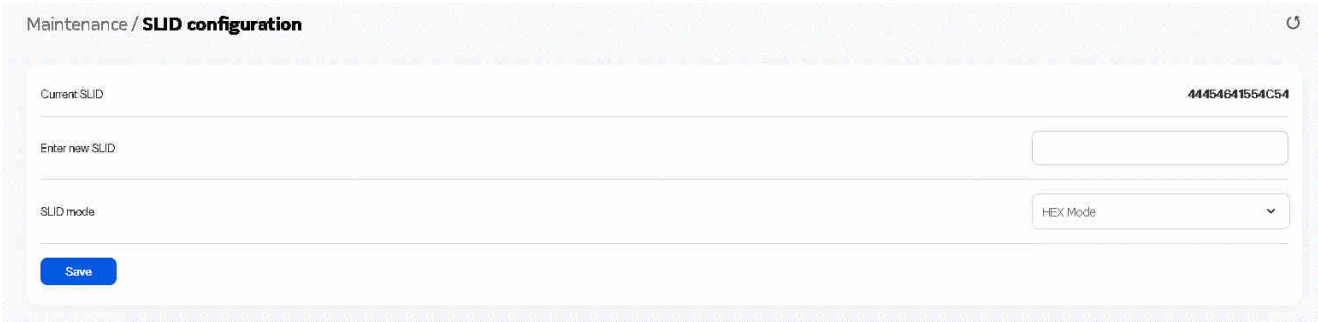 Maintenance / SLID configuration
Current SLID 44454641554C54
Enter new SLID
SLID mode HEX Mode
Save